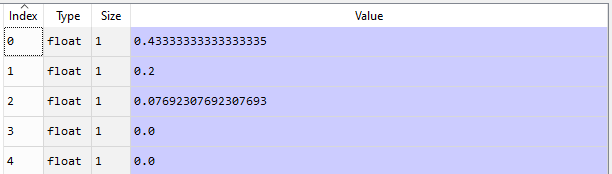 Index Type Size Value
0 float 1 0.43333333333333335
1 float 1 0.2
2 float 1 0.07692307692307693
3 float 1 0.0
4 float 1 0.0